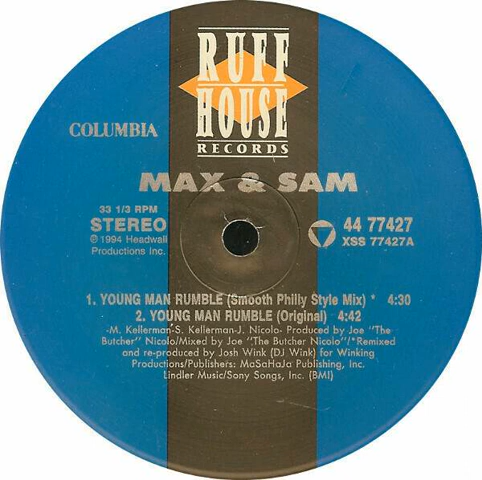 RUFF
HOUSE
RECORDS
COLUMBIA
MAX & SAM
33 1/3 RPM
STEREO
℗ 1994 Headwall
Productions Inc.
44 77427
XSS 77427A
1. YOUNG MAN RUMBLE (Smooth Philly Style Mix) * 4:30
2. YOUNG MAN RUMBLE (Original) 4:42
-M. Kellerman-S. Kellerman-J. Nicolo- Produced by Joe "The
Butcher" Nicolo/Mixed by Joe "The Butcher Nicolo"/*Remixed
and re-produced by Josh Wink (DJ Wink) for Winking
Productions/Publishers: MaSaHaJa Publishing, Inc.
Lindler Music/Sony Songs, Inc. (BMI)